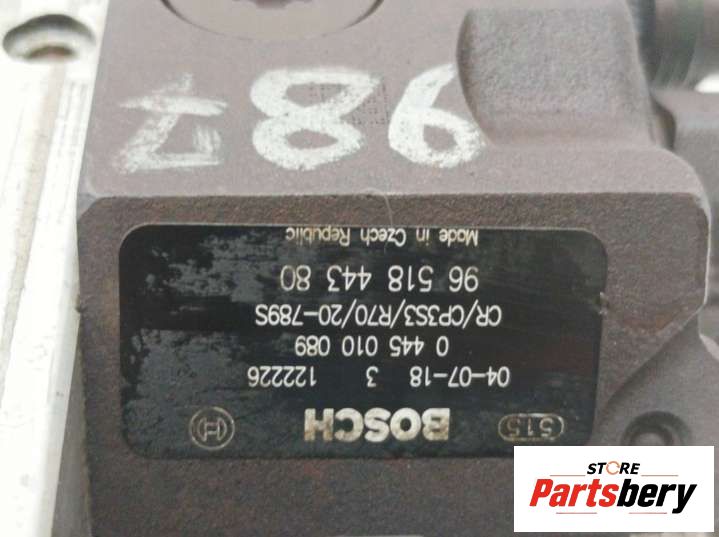 515 BOSCH
04-07-18 3 122226
0 445 010 089
CR/CP3S3/R70/20-789S
96 518 443 80
Made in Czech Republic
STORE
Partsbery